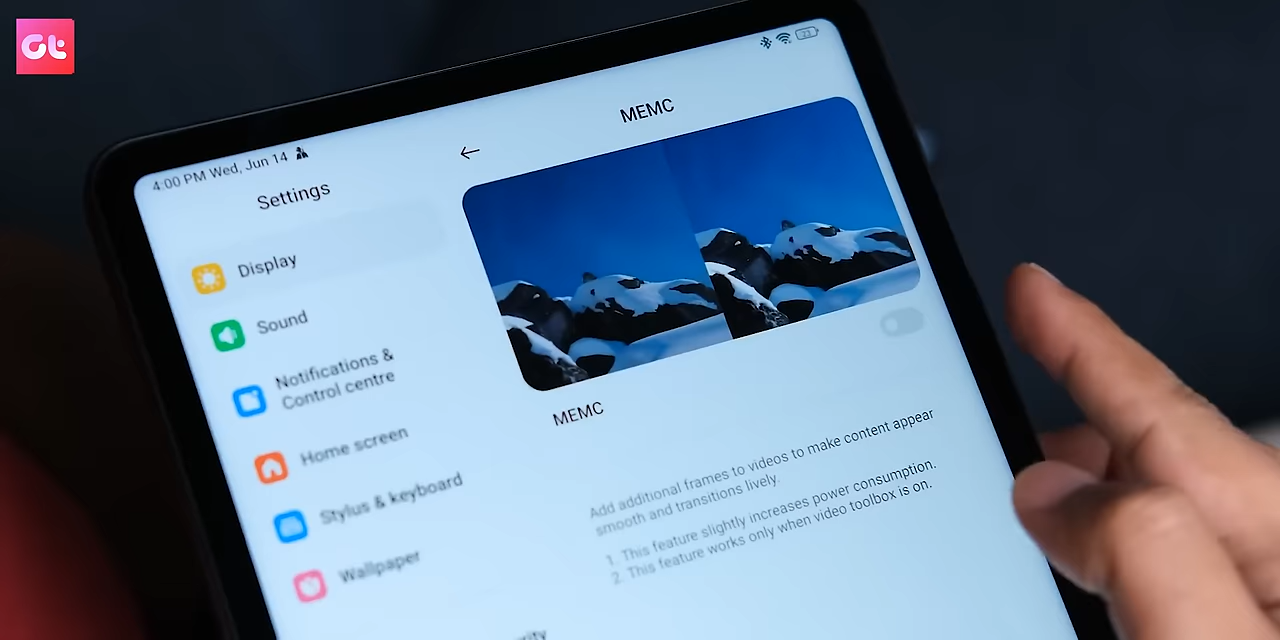 Gt
23
4:00 PM Wed, Jun 14
Settings
Display
Sound
Notifications &
Control centre
Home screen
Stylus & keyboard
Wallpaper
MEMC
MEMC
Add additional frames to videos to make content appear
smooth and transitions lively.
1. This feature slightly increases power consumption.
2. This feature works only when video toolbox is on.